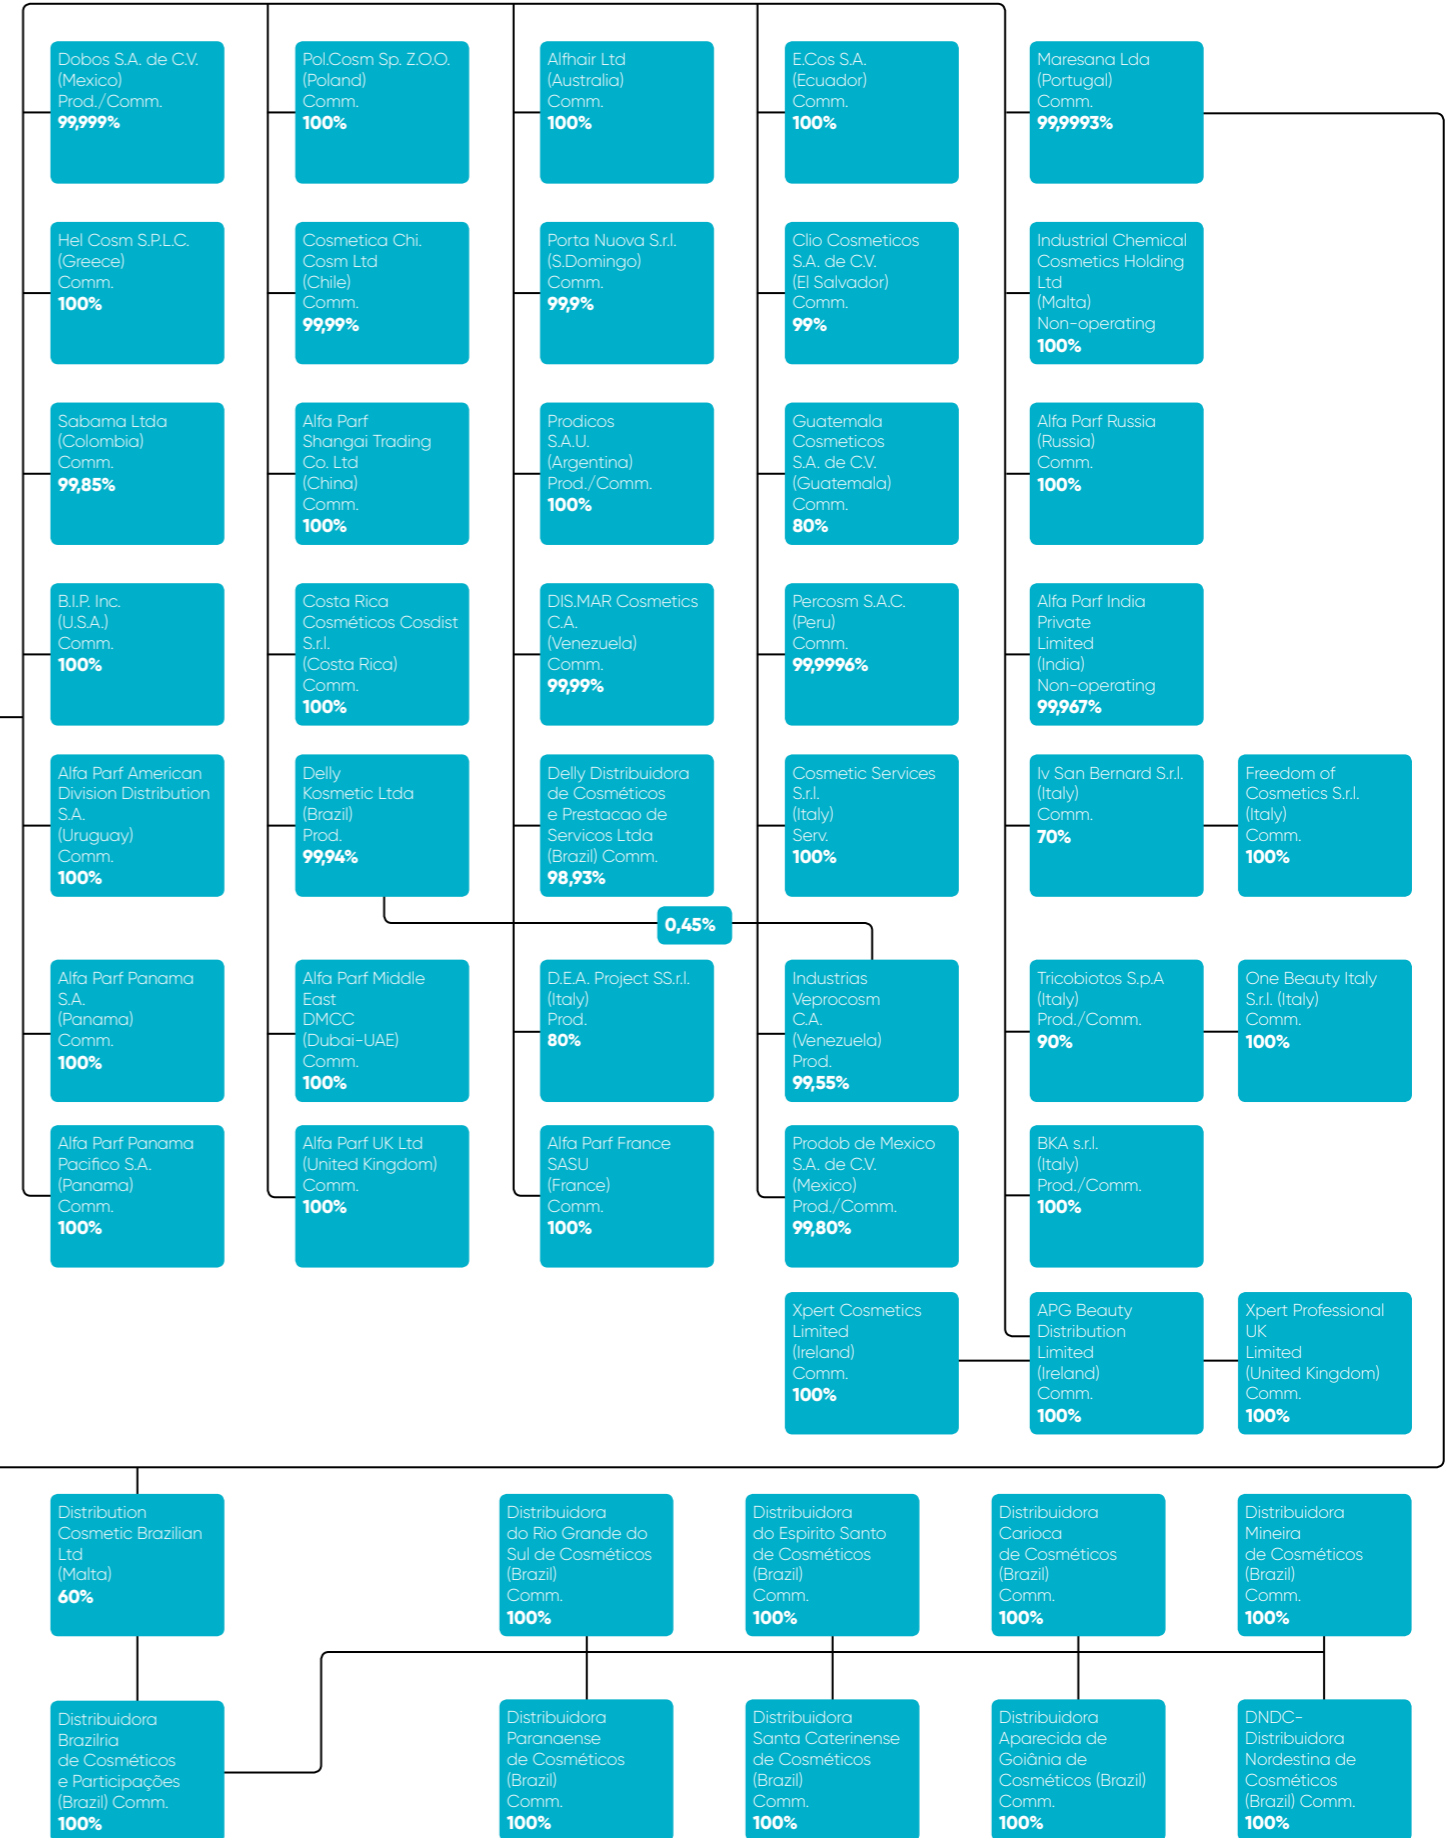 Dobos S.A. de C.V.
(Mexico)
Prod./Comm.
99,999%
Pol.Cosm Sp. Z.O.O.
(Poland)
Comm.
100%
Alfhair Ltd
(Australia)
Comm.
100%
E.Cos S.A.
(Ecuador)
Comm.
100%
Maresana Lda
(Portugal)
Comm.
99,9993%
Hel Cosm S.P.L.C.
(Greece)
Comm.
100%
Cosmetica Chi.
Cosm Ltd
(Chile)
Comm.
99,99%
Porta Nuova S.r.l.
(S.Domingo)
Comm.
99,9%
Clio Cosmeticos
S.A. de C.V.
(El Salvador)
Comm.
99%
Industrial Chemical
Cosmetics Holding
Ltd
(Malta)
Non-operating
100%
Sabama Ltda
(Colombia)
Comm.
99,85%
Alfa Parf
Shangai Trading
Co. Ltd
(China)
Comm.
100%
Prodicos
S.A.U.
(Argentina)
Prod./Comm.
100%
Guatemala
Cosmeticos
S.A. de C.V.
(Guatemala)
Comm.
80%
Alfa Parf Russia
(Russia)
Comm.
100%
B.I.P. Inc.
(U.S.A.)
Comm.
100%
Costa Rica
Cosméticos Cosdist
S.r.l.
(Costa Rica)
Comm.
100%
DIS.MAR Cosmetics
C.A.
(Venezuela)
Comm.
99,99%
Percosm S.A.C.
(Peru)
Comm.
99,9996%
Alfa Parf India
Private
Limited
(India)
Non-operating
99,967%
Alfa Parf American
Division Distribution
S.A.
(Uruguay)
Comm.
100%
Delly
Kosmetic Ltda
(Brazil)
Prod.
99,94%
Delly Distribuidora
de Cosméticos
e Prestacao de
Servicos Ltda
(Brazil) Comm.
98,93%
Cosmetic Services
S.r.l.
(Italy)
Serv.
100%
Iv San Bernard S.r.l.
(Italy)
Comm.
70%
Freedom of
Cosmetics S.r.l.
(Italy)
Comm.
100%
0,45%
Alfa Parf Panama
S.A.
(Panama)
Comm.
100%
Alfa Parf Middle
East
DMCC
(Dubai-UAE)
Comm.
100%
D.E.A. Project SS.r.l.
(Italy)
Prod.
80%
Industrias
Veprocosm
C.A.
(Venezuela)
Prod.
99,55%
Tricobiotos S.p.A
(Italy)
Prod./Comm.
90%
One Beauty Italy
S.r.l. (Italy)
Comm.
100%
Alfa Parf Panama
Pacifico S.A.
(Panama)
Comm.
100%
Alfa Parf UK Ltd
(United Kingdom)
Comm.
100%
Alfa Parf France
SASU
(France)
Comm.
100%
Prodob de Mexico
S.A. de C.V.
(Mexico)
Prod./Comm.
99,80%
BKA s.r.l.
(Italy)
Prod./Comm.
100%
Xpert Cosmetics
Limited
(Ireland)
Comm.
100%
APG Beauty
Distribution
Limited
(Ireland)
Comm.
100%
Xpert Professional
UK
Limited
(United Kingdom)
Comm.
100%
Distribution
Cosmetic Brazilian
Ltd
(Malta)
60%
Distribuidora
do Rio Grande do
Sul de Cosméticos
(Brazil)
Comm.
100%
Distribuidora
do Espirito Santo
de Cosméticos
(Brazil)
Comm.
100%
Distribuidora
Carioca
de Cosméticos
(Brazil)
Comm.
100%
Distribuidora
Mineira
de Cosméticos
(Brazil)
Comm.
100%
Distribuidora
Brazilria
de Cosméticos
e Participações
(Brazil) Comm.
100%
Distribuidora
Paranaense
de Cosméticos
(Brazil)
Comm.
100%
Distribuidora
Santa Caterinense
de Cosméticos
(Brazil)
Comm.
100%
Distribuidora
Aparecida de
Goiânia de
Cosméticos (Brazil)
Comm.
100%
DNDC-
Distribuidora
Nordestina de
Cosméticos
(Brazil) Comm.
100%